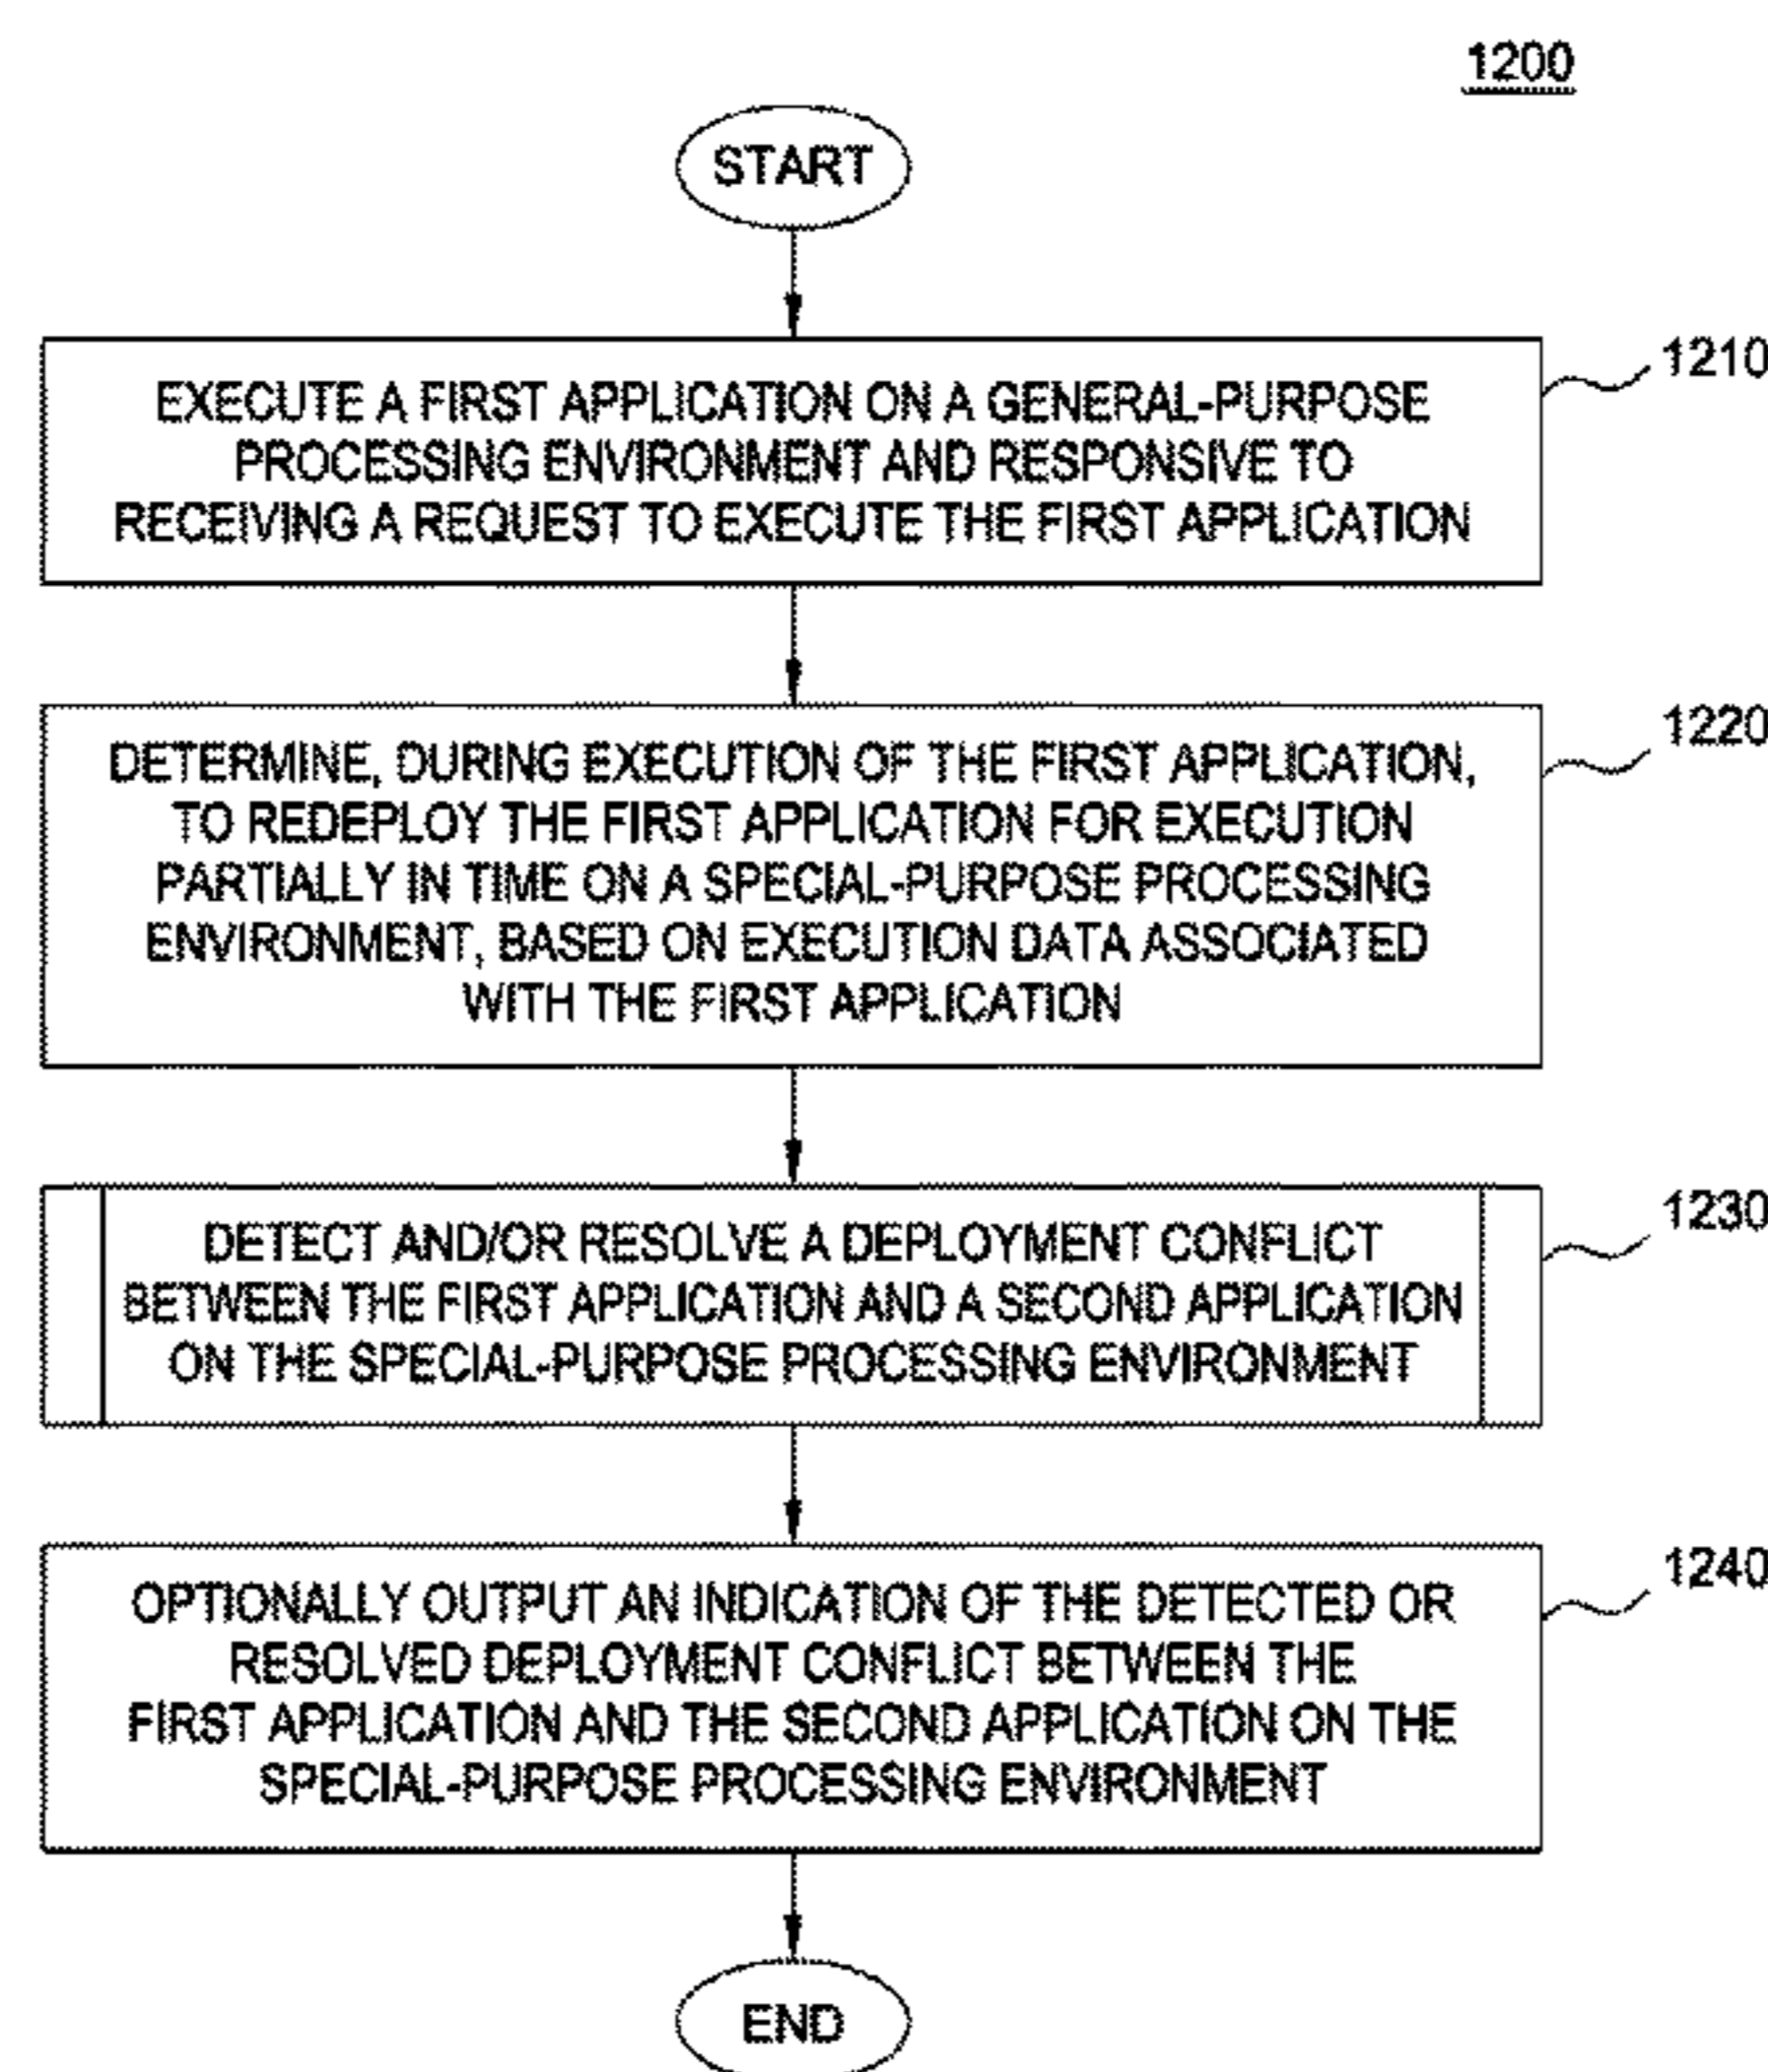 1200
START
1210
EXECUTE A FIRST APPLICATION ON A GENERAL-PURPOSE
PROCESSING ENVIRONMENT AND RESPONSIVE TO
RECEIVING A REQUEST TO EXECUTE THE FIRST APPLICATION
1220
DETERMINE, DURING EXECUTION OF THE FIRST APPLICATION,
TO REDEPLOY THE FIRST APPLICATION FOR EXECUTION
PARTIALLY IN TIME ON A SPECIAL-PURPOSE PROCESSING
ENVIRONMENT, BASED ON EXECUTION DATA ASSOCIATED
WITH THE FIRST APPLICATION
1230
DETECT AND/OR RESOLVE A DEPLOYMENT CONFLICT
BETWEEN THE FIRST APPLICATION AND A SECOND APPLICATION
ON THE SPECIAL-PURPOSE PROCESSING ENVIRONMENT
1240
OPTIONALLY OUTPUT AN INDICATION OF THE DETECTED OR
RESOLVED DEPLOYMENT CONFLICT BETWEEN THE
FIRST APPLICATION AND THE SECOND APPLICATION ON THE
SPECIAL-PURPOSE PROCESSING ENVIRONMENT
END